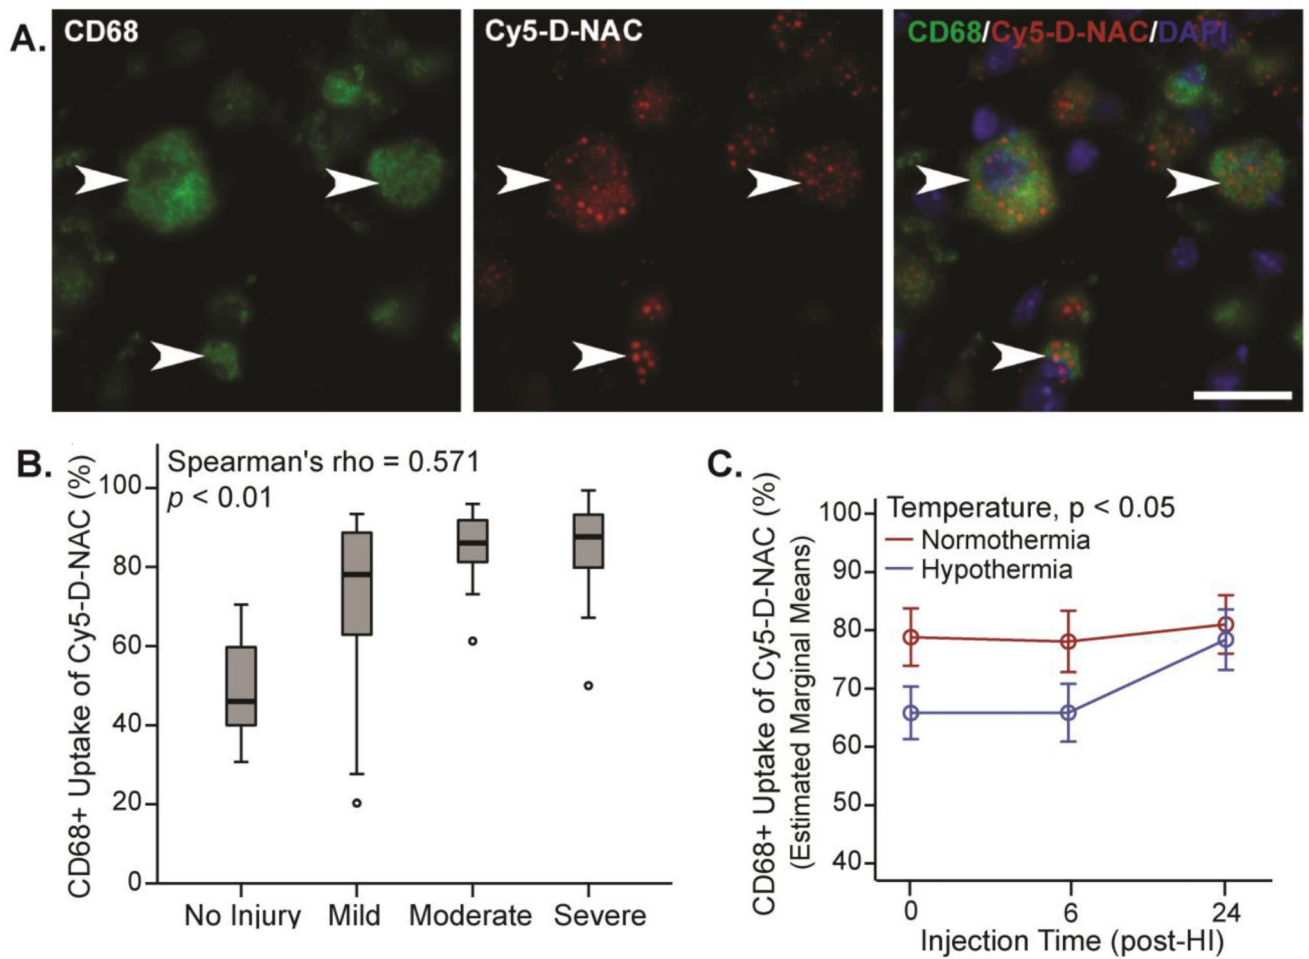 A.
CD68
Cy5-D-NAC
CD68/Cy5-D-NAC/DAPI
B.
CD68+ Uptake of Cy5-D-NAC (%)
Spearman's rho = 0.571
p < 0.01
100
80
60
40
20
0
No Injury
Mild
Moderate
Severe
C.
CD68+ Uptake of Cy5-D-NAC (%)
(Estimated Marginal Means)
Temperature, p < 0.05
Normothermia
Hypothermia
100
90
80
70
60
50
40
0
6
24
Injection Time (post-HI)